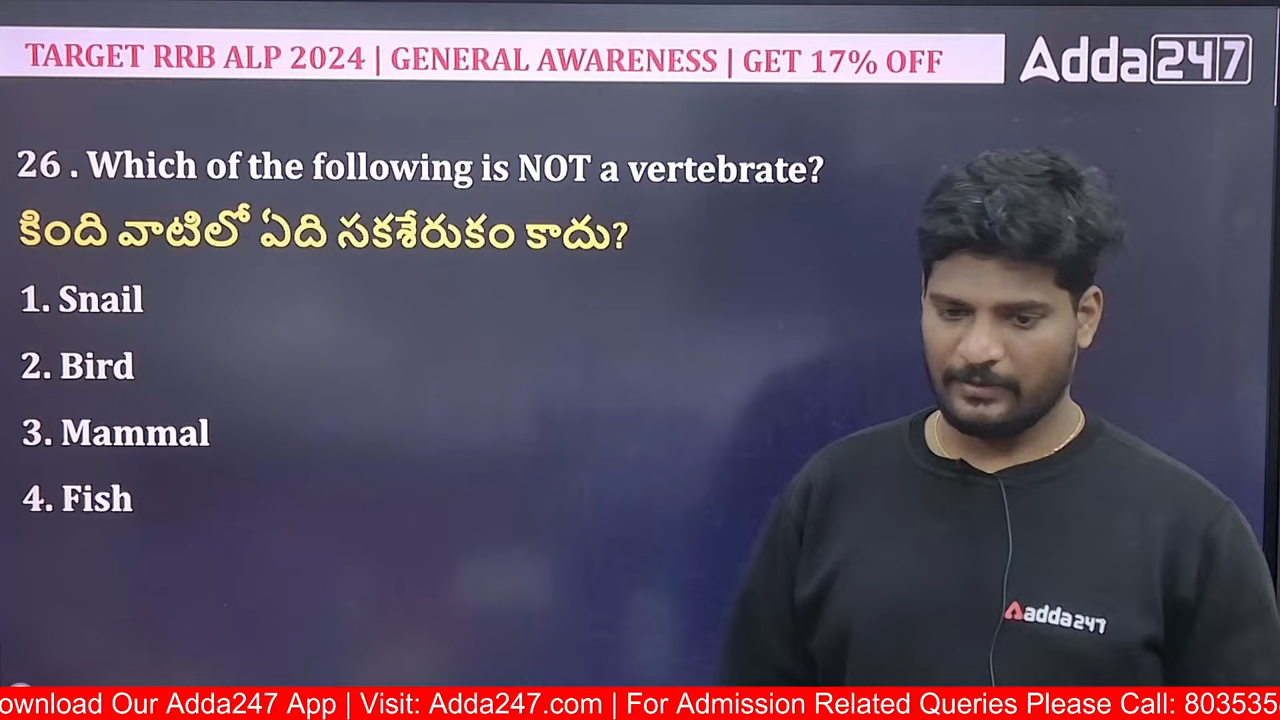 TARGET RRB ALP 2024 | GENERAL AWARENESS | GET 17% OFF
Adda247
26 . Which of the following is NOT a vertebrate?
కింది వాటిలో ఏది సకశేరుకం కాదు?
1. Snail
2. Bird
3. Mammal
4. Fish
adda247
ownload Our Adda247 App | Visit: Adda247.com | For Admission Related Queries Please Call: 80353